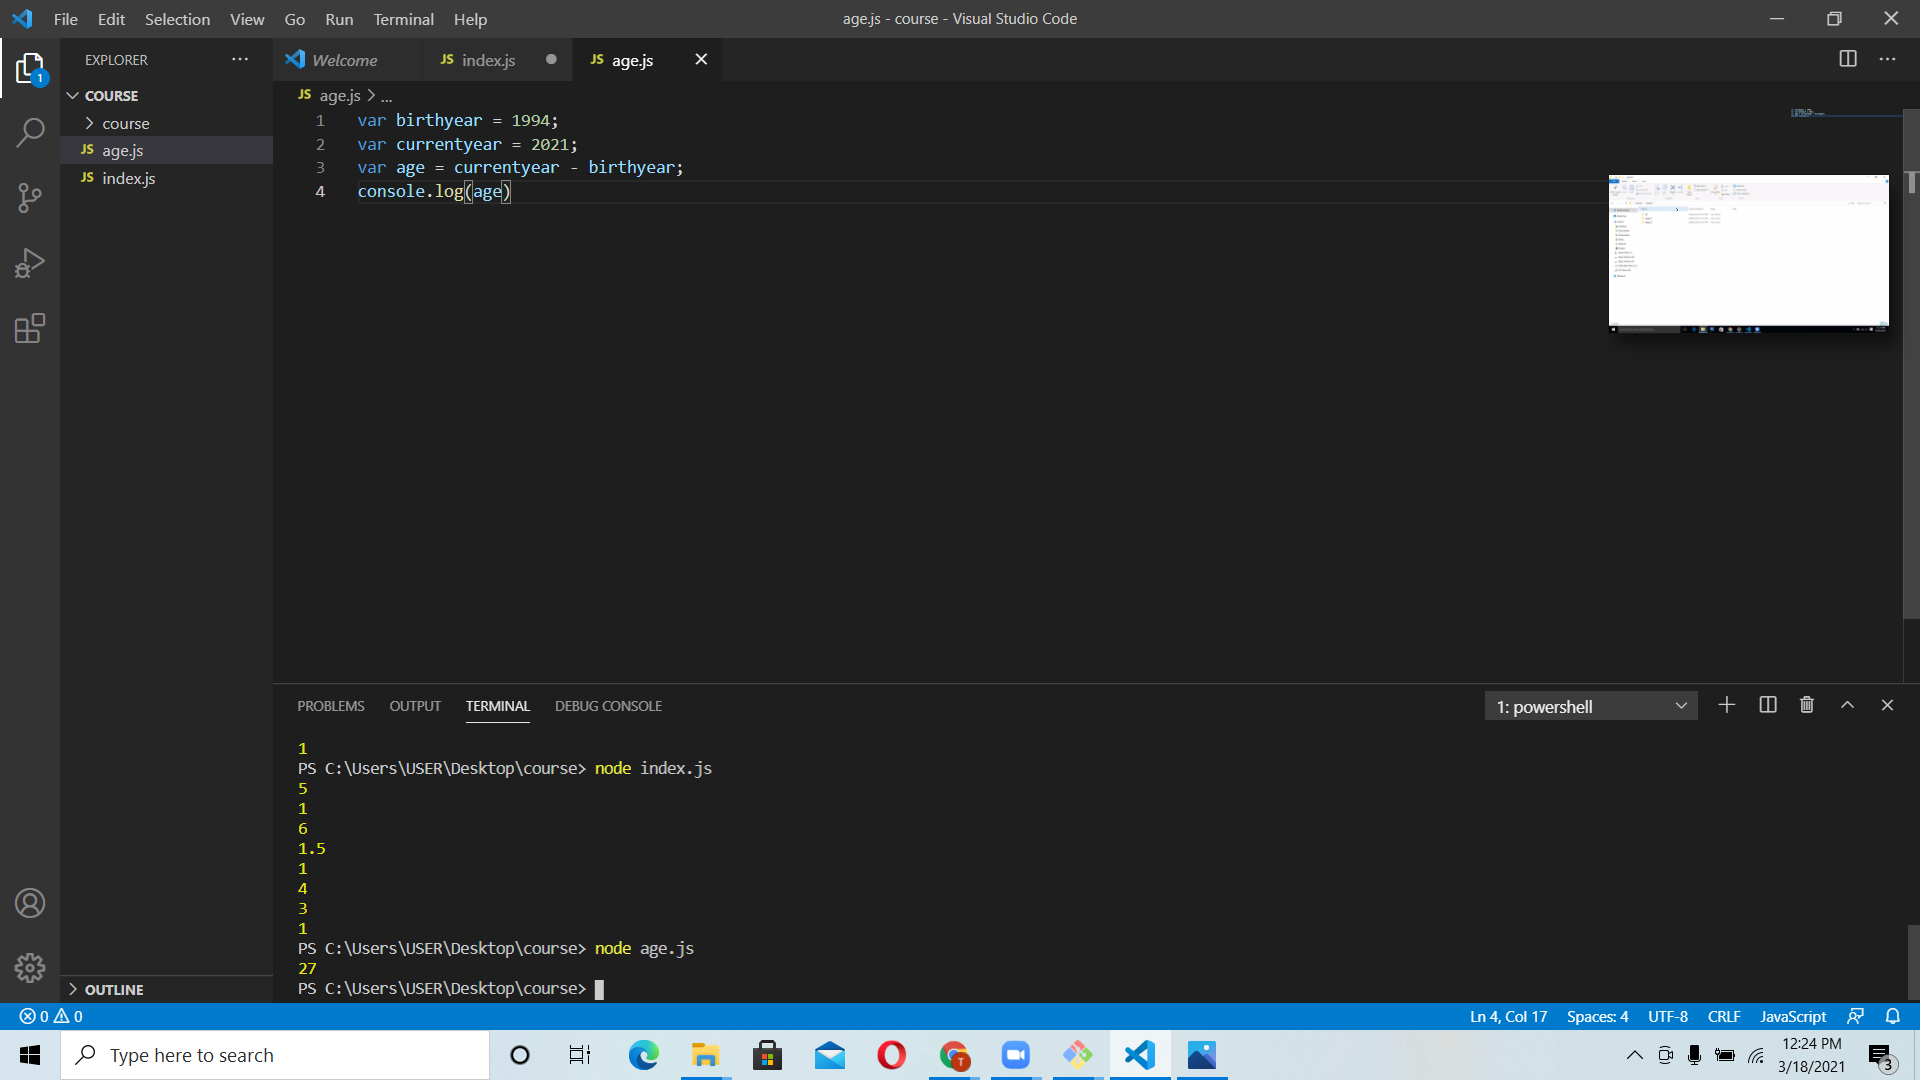 File Edit Selection View Go Run Terminal Help
age.js - course - Visual Studio Code
EXPLORER
Welcome
JS index.js
JS age.js
COURSE
course
JS age.js
JS index.js
OUTLINE
JS age.js > ...
1 var birthyear = 1994;
2 var currentyear = 2021;
3 var age = currentyear - birthyear;
4 console.log(age)
PROBLEMS OUTPUT TERMINAL DEBUG CONSOLE
1: powershell
1
PS C:\Users\USER\Desktop\course> node index.js
5
1
6
1.5
1
4
3
1
PS C:\Users\USER\Desktop\course> node age.js
27
PS C:\Users\USER\Desktop\course>
0 0
Ln 4, Col 17 Spaces: 4 UTF-8 CRLF JavaScript
Type here to search
12:24 PM
3/18/2021
3